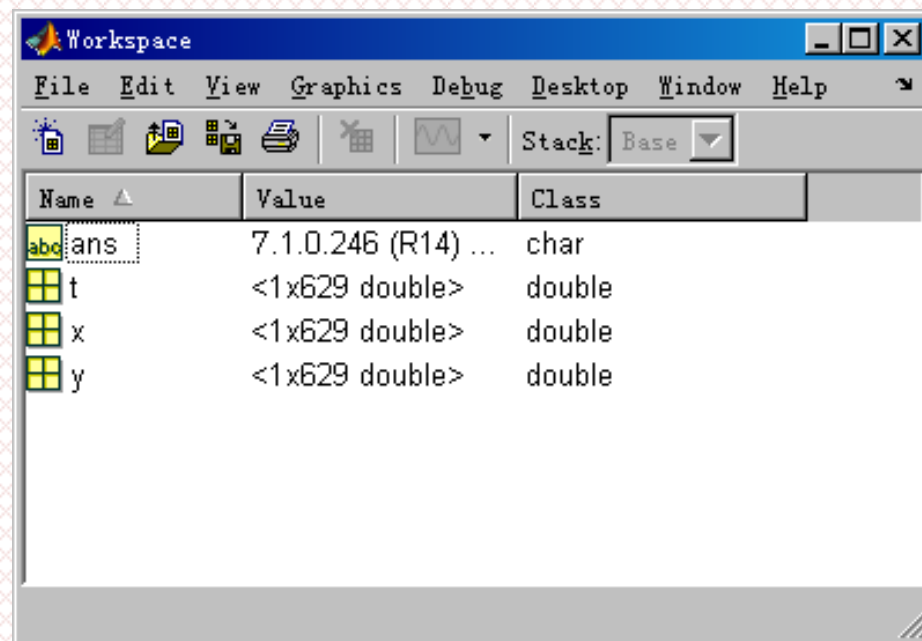 Workspace
File Edit View Graphics Debug Desktop Window Help
Stack: Base
Name Value Class
abc ans 7.1.0.246 (R14) ... char
t <1x629 double> double
x <1x629 double> double
y <1x629 double> double